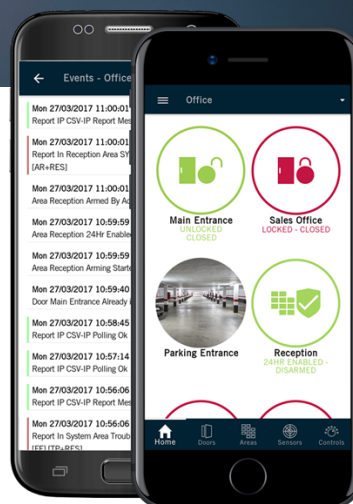 Events - Office
Mon 27/03/2017 11:00:01
Report IP CSV-IP Report Mes
Mon 27/03/2017 11:00:01
Report In Reception Area SY
[AR+RES]
Mon 27/03/2017 11:00:01
Area Reception Armed By
Mon 27/03/2017 10:59:59
Area Reception 24Hr Enable
Mon 27/03/2017 10:59:59
Area Reception Arming Starte
Mon 27/03/2017 10:59:40
Door Main Entrance Already
Mon 27/03/2017 10:58:45
Report IP CSV-IP Polling Ok
Mon 27/03/2017 10:57:14
Report IP CSV-IP Polling Ok
Mon 27/03/2017 10:56:06
Report IP CSV-IP Report Mes
Mon 27/03/2017 10:56:06
Report In System Area Troub
Office
Main Entrance
UNLOCKED
CLOSED
Sales Office
LOCKED - CLOSED
Parking Entrance
Reception
24HR ENABLED -
DISARMED
Home Doors Areas Sensors Controls